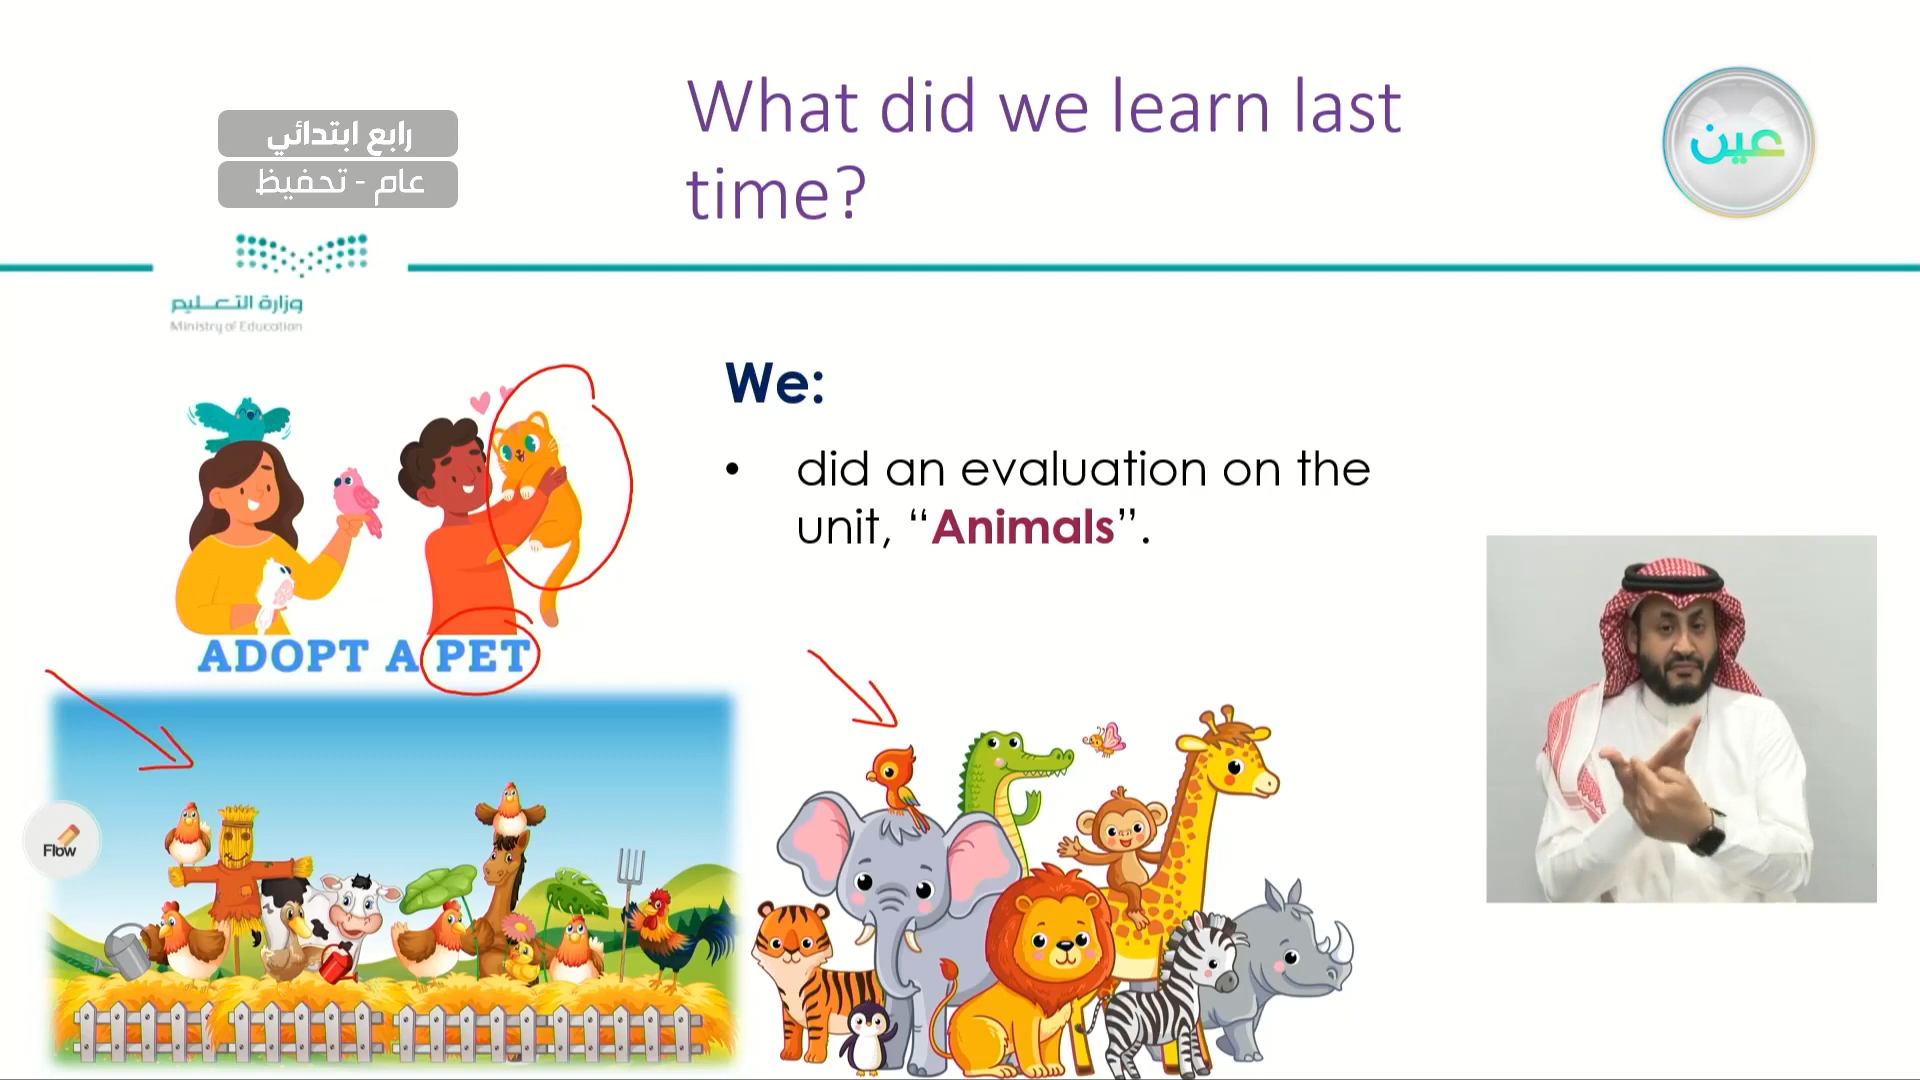 What did we learn last
time?
رابع ابتدائي
عام - تحفيظ
عين
وزارة التعليم
Ministry of Education
We:
• did an evaluation on the
unit, “Animals”.
ADOPT A PET
Flow